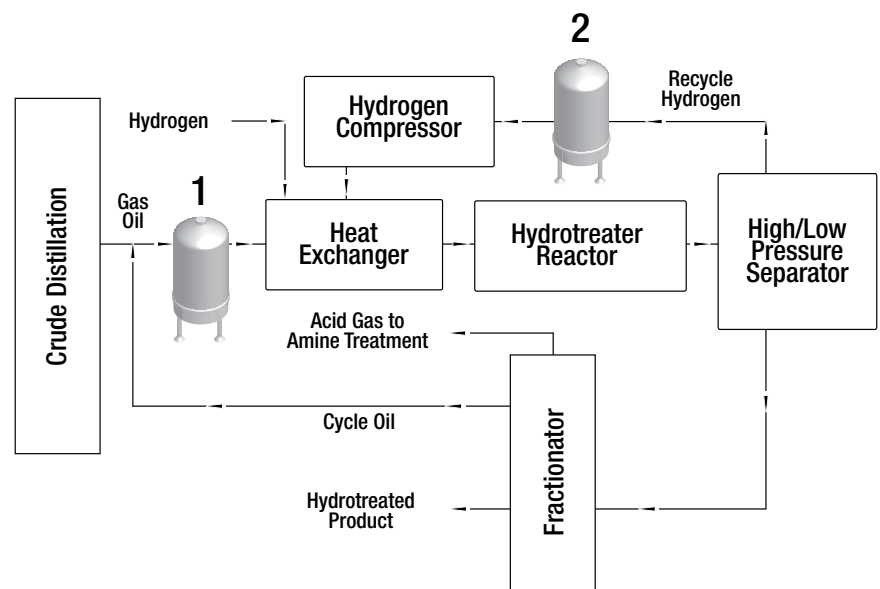 2
Recycle
Hydrogen
Hydrogen
Compressor
Hydrogen
1
Gas
Oil
Crude Distillation
Heat
Exchanger
Hydrotreater
Reactor
High/Low
Pressure
Separator
Acid Gas to
Amine Treatment
Cycle Oil
Fractionator
Hydrotreated
Product